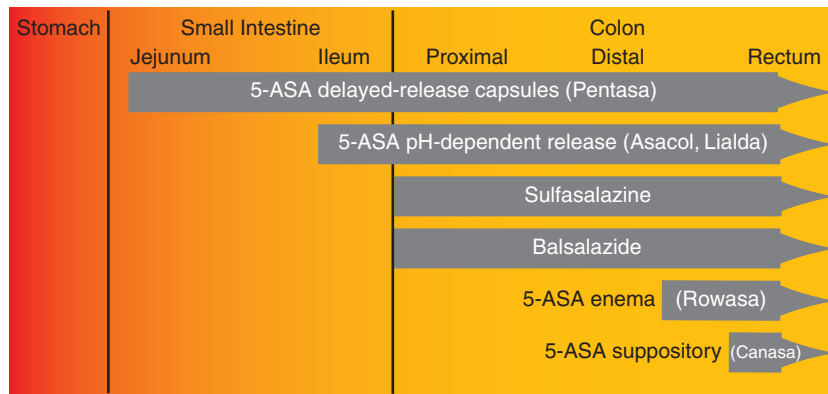 Stomach Small Intestine Colon
Jejunum Ileum Proximal Distal Rectum
5-ASA delayed-release capsules (Pentasa)
5-ASA pH-dependent release (Asacol, Lialda)
Sulfasalazine
Balsalazide
5-ASA enema (Rowasa)
5-ASA suppository (Canasa)